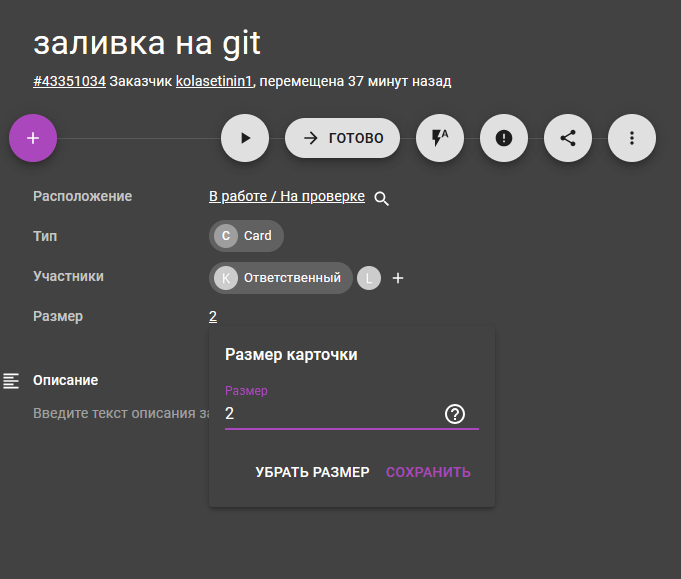 заливка на git
#43351034 Заказчик kolasetinin1, перемещена 37 минут назад
ГОТОВО
Расположение В работе / На проверке
Тип C Card
Участники K Ответственный L
Размер 2
Размер карточки
Размер
2
УБРАТЬ РАЗМЕР СОХРАНИТЬ
Описание
Введите текст описания за